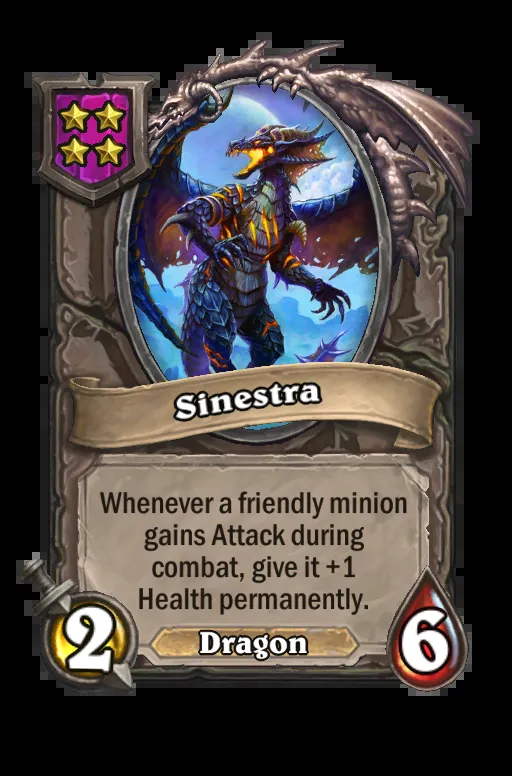 Sinestra
Whenever a friendly minion
gains Attack during
combat, give it +1
Health permanently.
2
Dragon
6